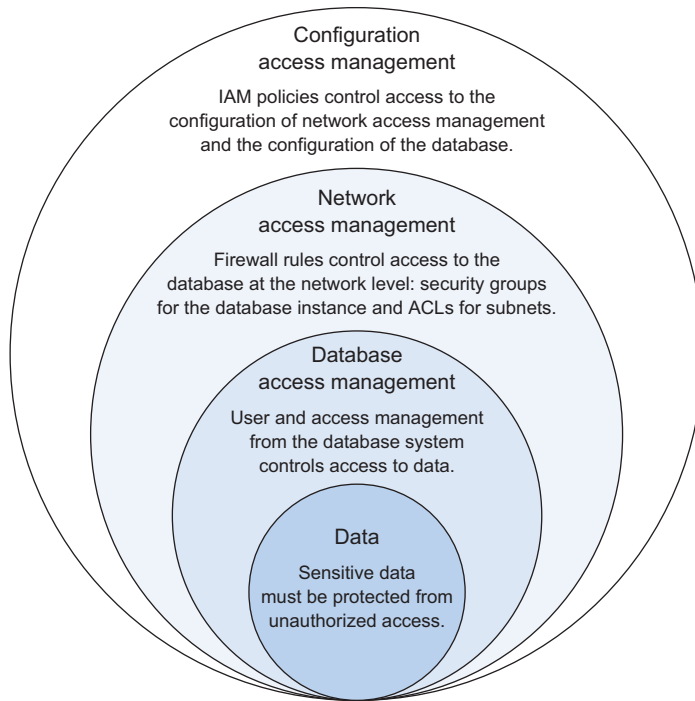 Configuration
access management
IAM policies control access to the
configuration of network access management
and the configuration of the database.
Network
access management
Firewall rules control access to the
database at the network level: security groups
for the database instance and ACLs for subnets.
Database
access management
User and access management
from the database system
controls access to data.
Data
Sensitive data
must be protected from
unauthorized access.